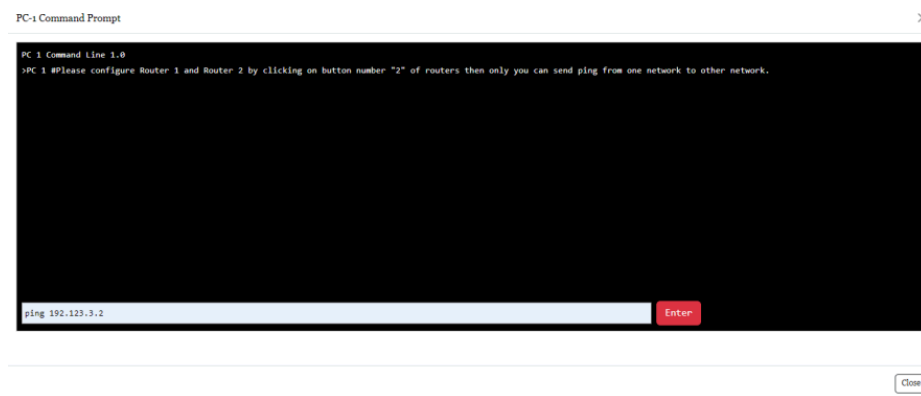 PC-1 Command Prompt
PC 1 Command Line 1.0
>PC 1 #Please configure Router 1 and Router 2 by clicking on button number "2" of routers then only you can send ping from one network to other network.
ping 192.123.3.2
Enter
Close